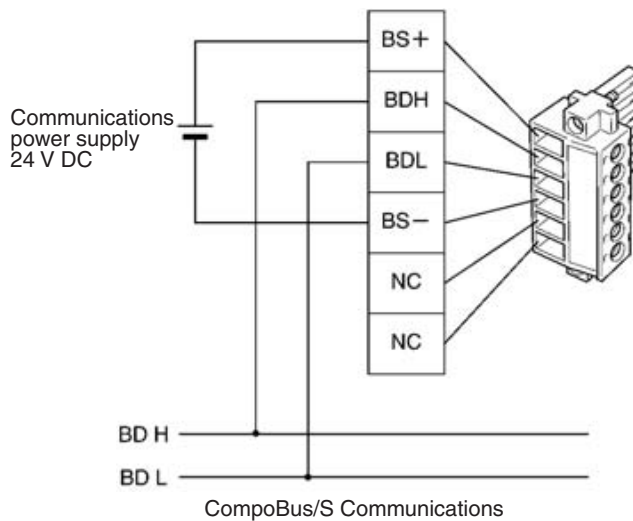 BS+
BDH
BDL
BS−
NC
NC
Communications
power supply
24 V DC
BD H
BD L
CompoBus/S Communications